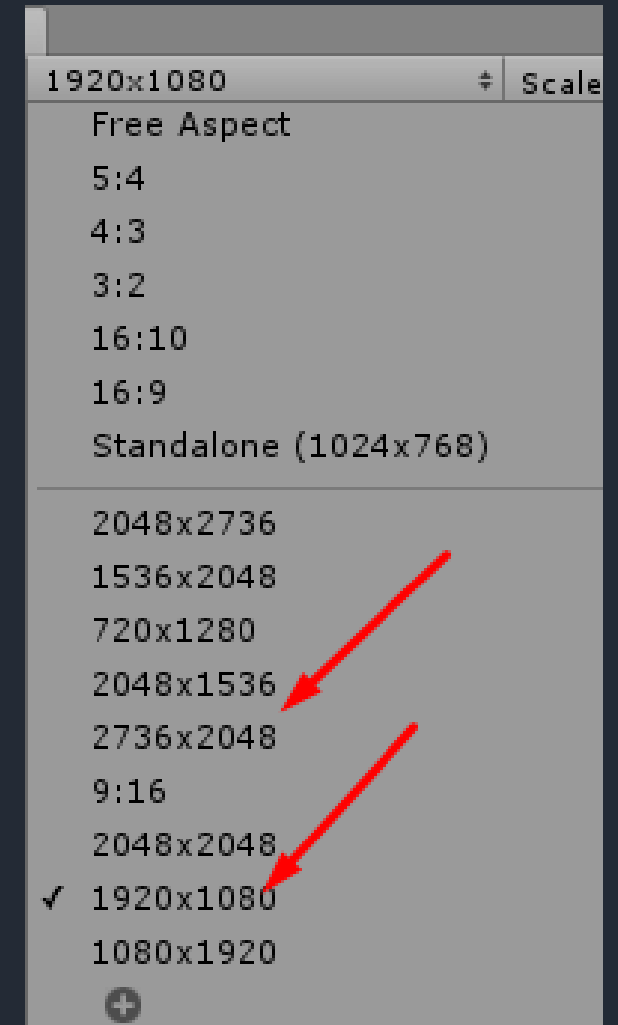 1920x1080 Scale
Free Aspect
5:4
4:3
3:2
16:10
16:9
Standalone (1024x768)
2048x2736
1536x2048
720x1280
2048x1536
2736x2048
9:16
2048x2048
1920x1080
1080x1920